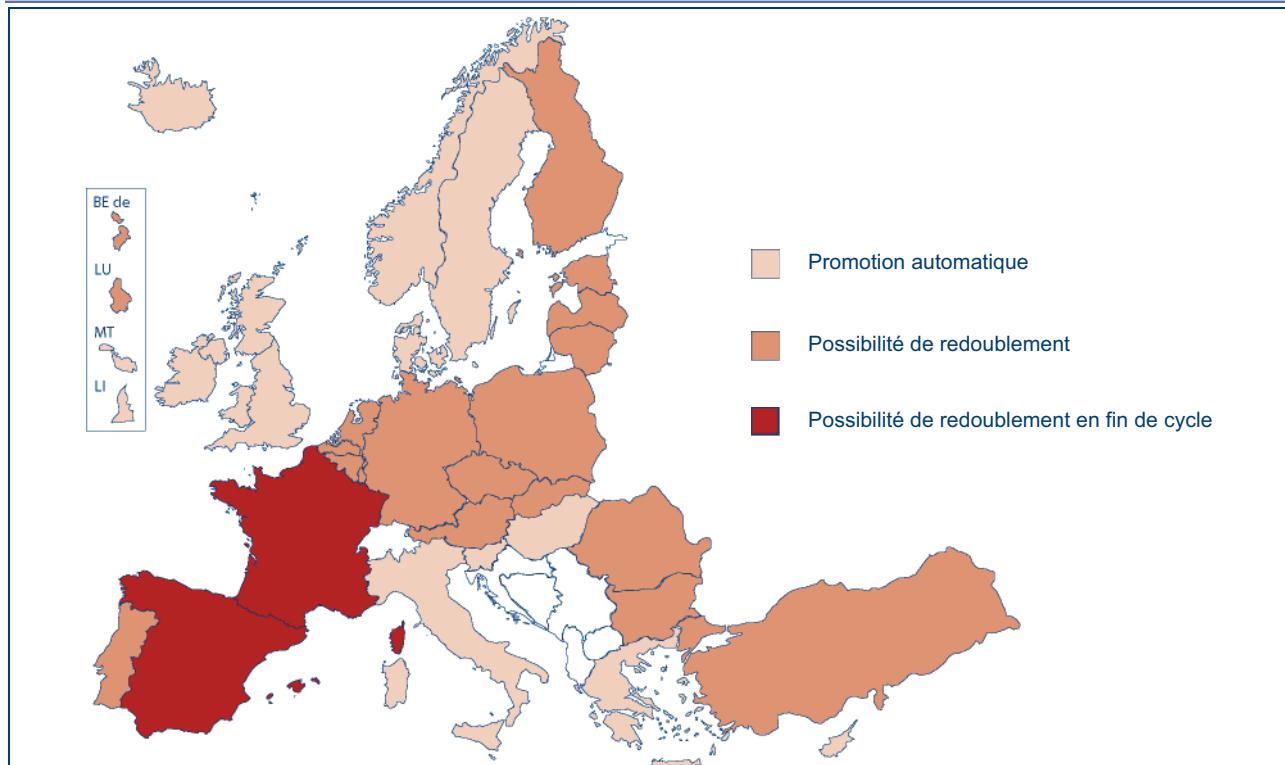 BE de
LU
MT
LI
Promotion automatique
Possibilité de redoublement
Possibilité de redoublement en fin de cycle